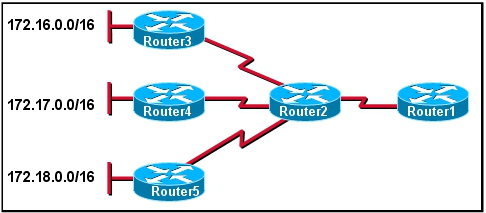 172.16.0.0/16
Router3
172.17.0.0/16
Router4
Router2
Router1
172.18.0.0/16
Router5